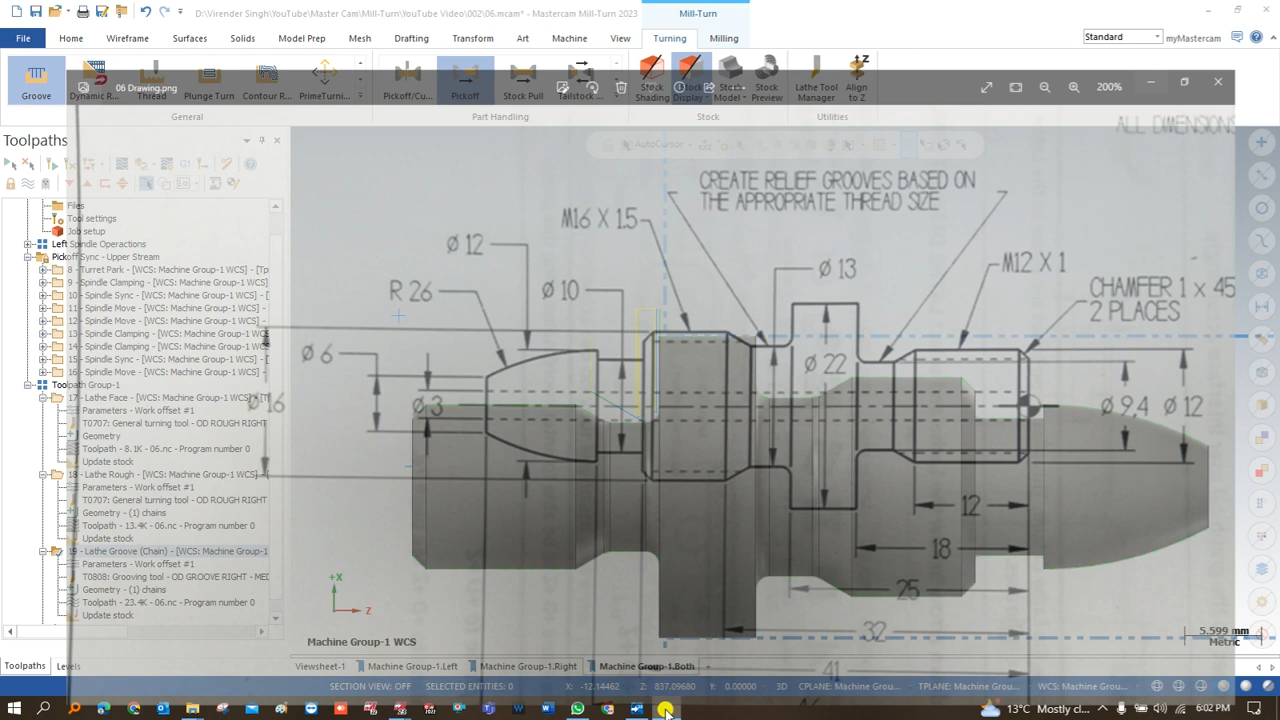 D:\Virender Singh\YouTube\Master Cam\Mill-Turn\YouTube Video\002\06.mcam* - Mastercam Mill-Turn 2023
Mill-Turn
File
Home
Wireframe
Surfaces
Solids
Model Prep
Mesh
Drafting
Transform
Art
Machine
View
Turning
Milling
Standard
myMastercam
Groove
Dynamic R...
Thread
Plunge Turn
Contour R...
PrimeTurni...
Pickoff/Cu...
Pickoff
Stock Pull
Tailstock...
Stock Shading
Stock Display
Stock Model
Stock Preview
Lathe Tool Manager
Align to Z
06 Drawing.png
200%
General
Part Handling
Stock
Utilities
Toolpaths
AutoCursor
ALL DIMENSIONS
Files
Tool settings
Job setup
Left Spindle Operactions
Pickoff Sync - Upper Stream
8 - Turret Park - [WCS: Machine Group-1 WCS] - [Tp
9 - Spindle Clamping - [WCS: Machine Group-1 WCS]
10 - Spindle Sync - [WCS: Machine Group-1 WCS] - [
11 - Spindle Move - [WCS: Machine Group-1 WCS] -
12 - Spindle Move - [WCS: Machine Group-1 WCS] -
13 - Spindle Clamping - [WCS: Machine Group-1 WCS
14 - Spindle Clamping - [WCS: Machine Group-1 WCS
15 - Spindle Sync - [WCS: Machine Group-1 WCS] - [
16 - Spindle Move - [WCS: Machine Group-1 WCS] -
Toolpath Group-1
17 - Lathe Face - [WCS: Machine Group-1 WCS] - [T
Parameters - Work offset #1
T0707: General turning tool - OD ROUGH RIGHT
Geometry
Toolpath - 8.1K - 06.nc - Program number 0
Update stock
18 - Lathe Rough - [WCS: Machine Group-1 WCS] - [
Parameters - Work offset #1
T0707: General turning tool - OD ROUGH RIGHT
Geometry - (1) chains
Toolpath - 13.4K - 06.nc - Program number 0
Update stock
19 - Lathe Groove (Chain) - [WCS: Machine Group-1
Parameters - Work offset #1
T0808: Grooving tool - OD GROOVE RIGHT - MED
Geometry - (1) chains
Toolpath - 23.4K - 06.nc - Program number 0
Update stock
CREATE RELIEF GROOVES BASED ON
THE APPROPRIATE THREAD SIZE
M16 X 1.5
Ø 12
Ø 13
M12 X 1
R 26
Ø 10
CHAMFER 1 x 45
2 PLACES
Ø 6
Ø 22
Ø 16
Ø 3
Ø 9.4
Ø 12
12
18
25
32
41
+X
Z
Machine Group-1 WCS
5.599 mm
Metric
Toolpaths
Levels
Viewsheet-1
Machine Group-1.Left
Machine Group-1.Right
Machine Group-1.Both
SECTION VIEW: OFF
SELECTED ENTITIES: 0
X: -12.14462
Z: 837.09680
Y: 0.00000
3D
CPLANE: Machine Grou...
TPLANE: Machine Grou...
WCS: Machine Grou...
13°C Mostly clou...
6:02 PM